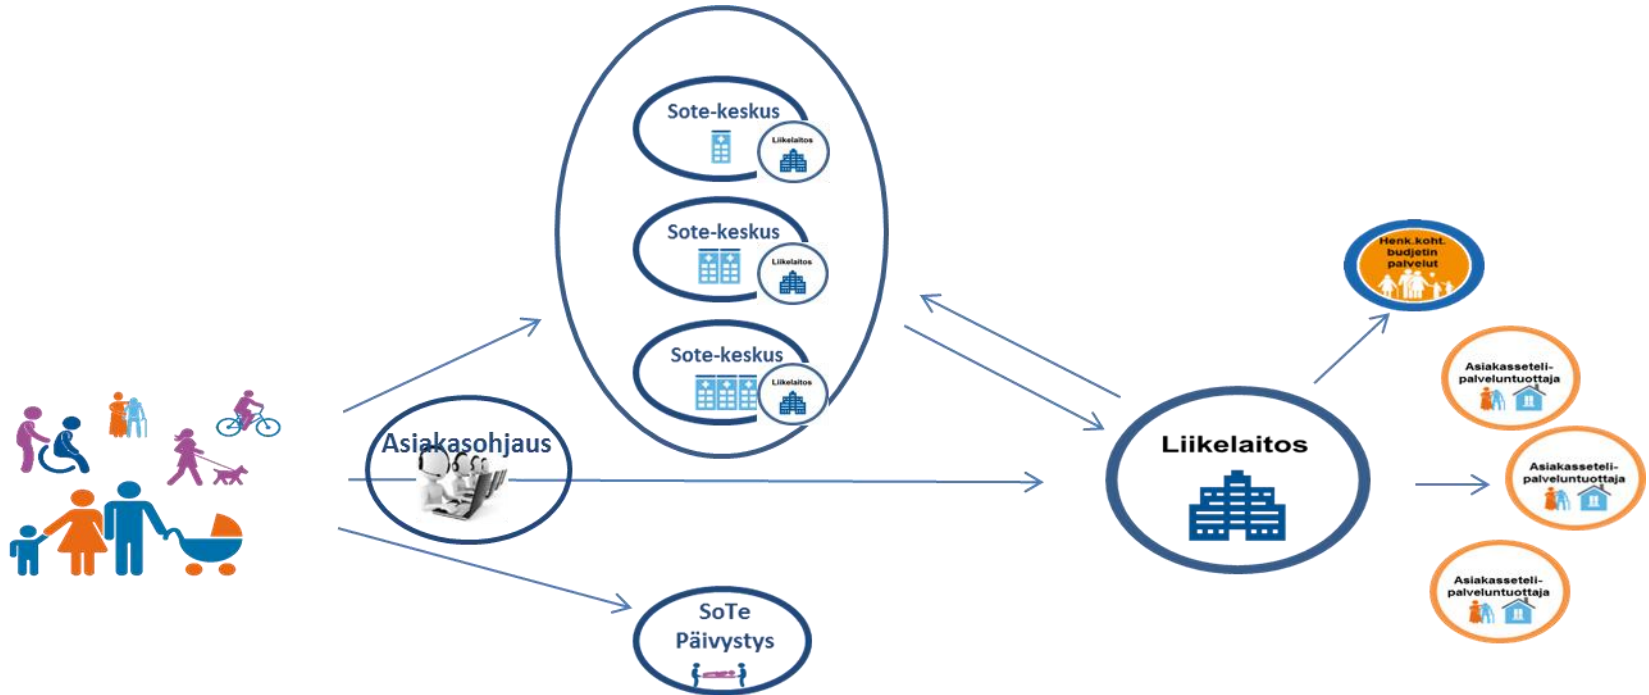 Sote-keskus
Liikelaitos
Sote-keskus
Liikelaitos
Sote-keskus
Liikelaitos
Asiakasohjaus
SoTe
Päivystys
Liikelaitos
Henk.koht.
budjetin
palvelut
Asiakasseteli-
palveluntuottaja
Asiakasseteli-
palveluntuottaja
Asiakasseteli-
palveluntuottaja